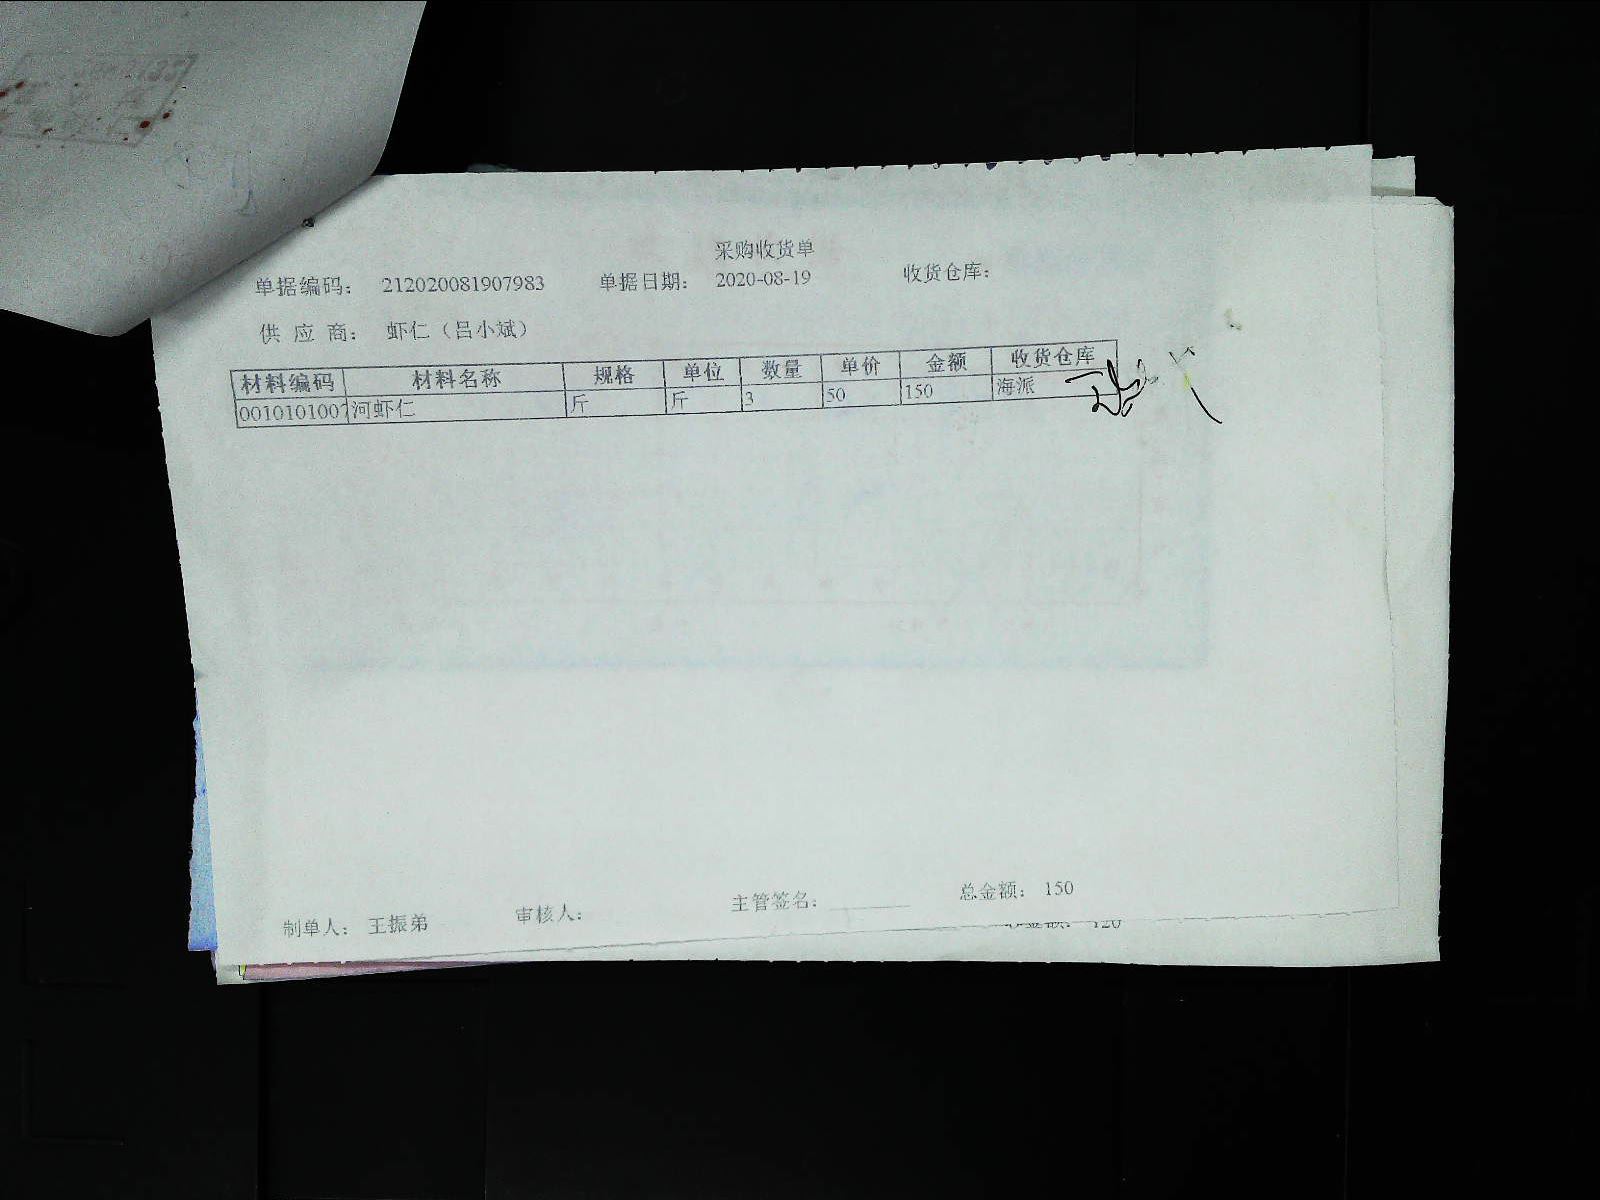 采购收货单
单据编码： 212020081907983 单据日期： 2020-08-19 收货仓库：
供 应 商： 虾仁（吕小斌）
材料编码 材料名称 规格 单位 数量 单价 金额 收货仓库
0010101001 河虾仁 斤 斤 3 50 150 海派
制单人： 王振弟 审核人： 主管签名： 总金额： 150
120